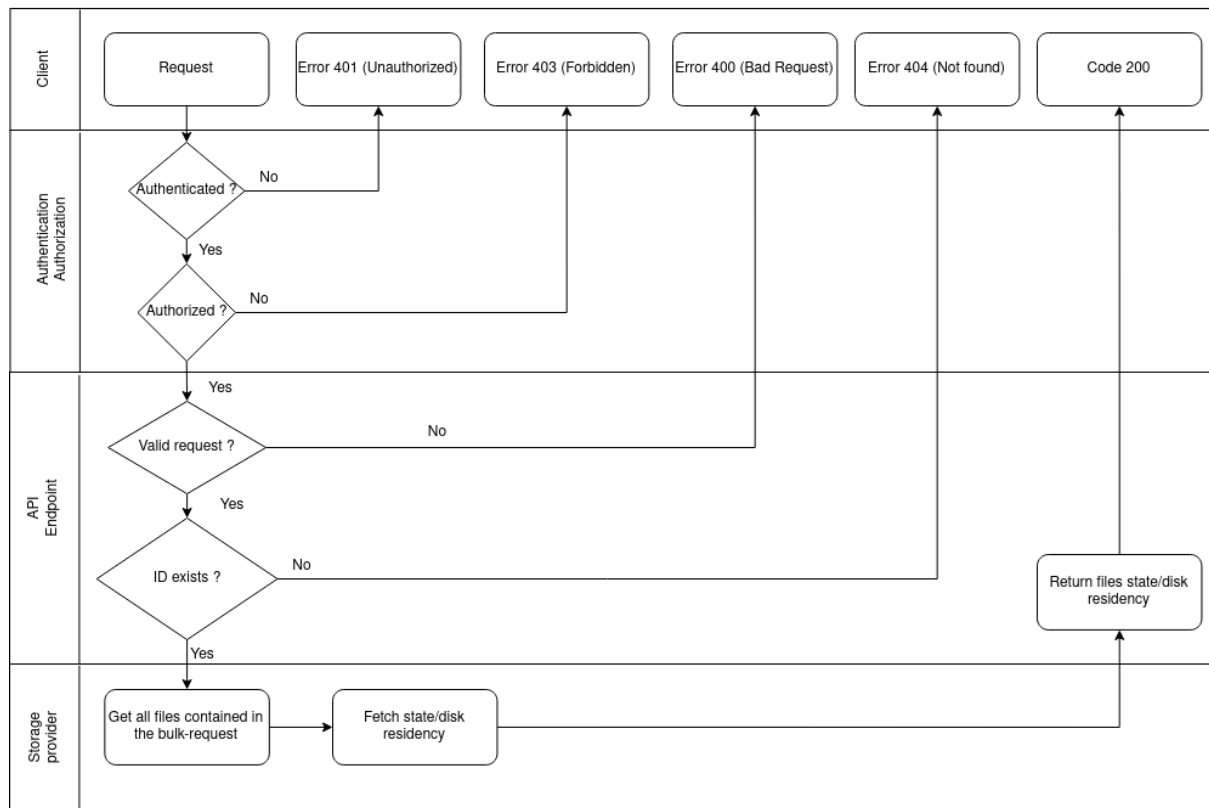 Client
Request
Error 401 (Unauthorized)
Error 403 (Forbidden)
Error 400 (Bad Request)
Error 404 (Not found)
Code 200
Authentication
Authorization
Authenticated ?
No
Yes
Authorized ?
No
Yes
API
Endpoint
Valid request ?
No
Yes
ID exists ?
No
Yes
Return files state/disk
residency
Storage
provider
Get all files contained in
the bulk-request
Fetch state/disk
residency